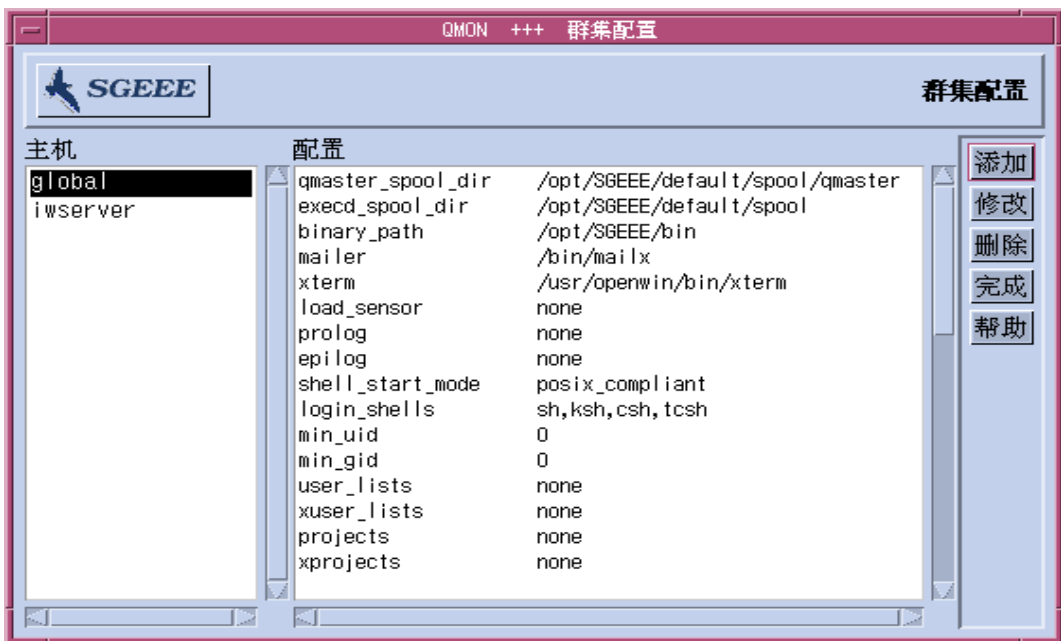 QMON +++ 群集配置
SGEEE
群集配置
主机
global
iwserver
配置
qmaster_spool_dir /opt/SGEEE/default/spool/qmaster
execd_spool_dir /opt/SGEEE/default/spool
binary_path /opt/SGEEE/bin
mailer /bin/mailx
xterm /usr/openwin/bin/xterm
load_sensor none
prolog none
epilog none
shell_start_mode posix_compliant
login_shells sh,ksh,csh,tcsh
min_uid 0
min_gid 0
user_lists none
xuser_lists none
projects none
xprojects none
添加
修改
删除
完成
帮助